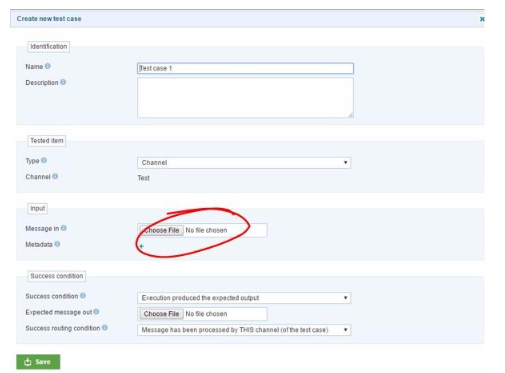 Create new test case
Identification
Name
Test case 1
Description
Tested item
Type
Channel
Channel
Test
Input
Message in
Choose File No file chosen
Metadata
Success condition
Success condition
Execution produced the expected output
Expected message out
Choose File No file chosen
Success routing condition
Message has been processed by THIS channel (of the test case)
Save